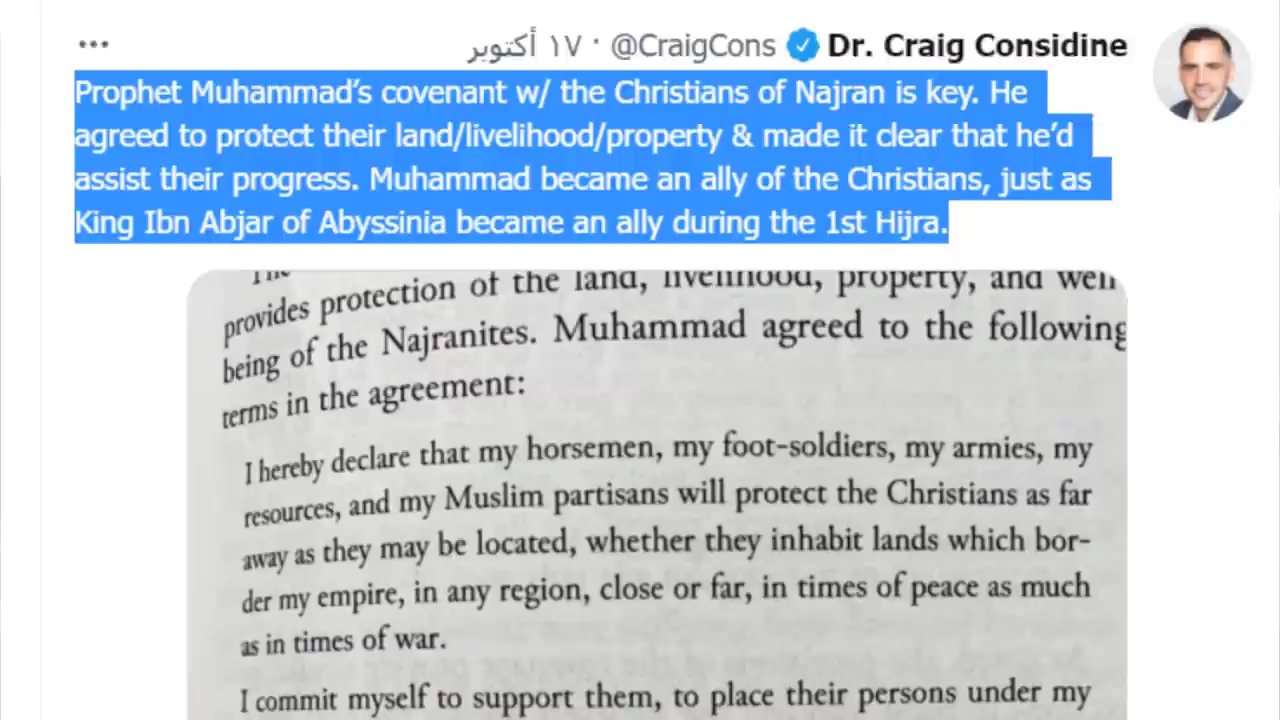 Dr. Craig Considine @CraigCons · ١٧ أكتوبر
Prophet Muhammad’s covenant w/ the Christians of Najran is key. He
agreed to protect their land/livelihood/property & made it clear that he’d
assist their progress. Muhammad became an ally of the Christians, just as
King Ibn Abjar of Abyssinia became an ally during the 1st Hijra.
The
provides protection of the land, livelihood, property, and well
being of the Najranites. Muhammad agreed to the following
terms in the agreement:
I hereby declare that my horsemen, my foot-soldiers, my armies, my
resources, and my Muslim partisans will protect the Christians as far
away as they may be located, whether they inhabit lands which bor-
der my empire, in any region, close or far, in times of peace as much
as in times of war.
I commit myself to support them, to place their persons under my